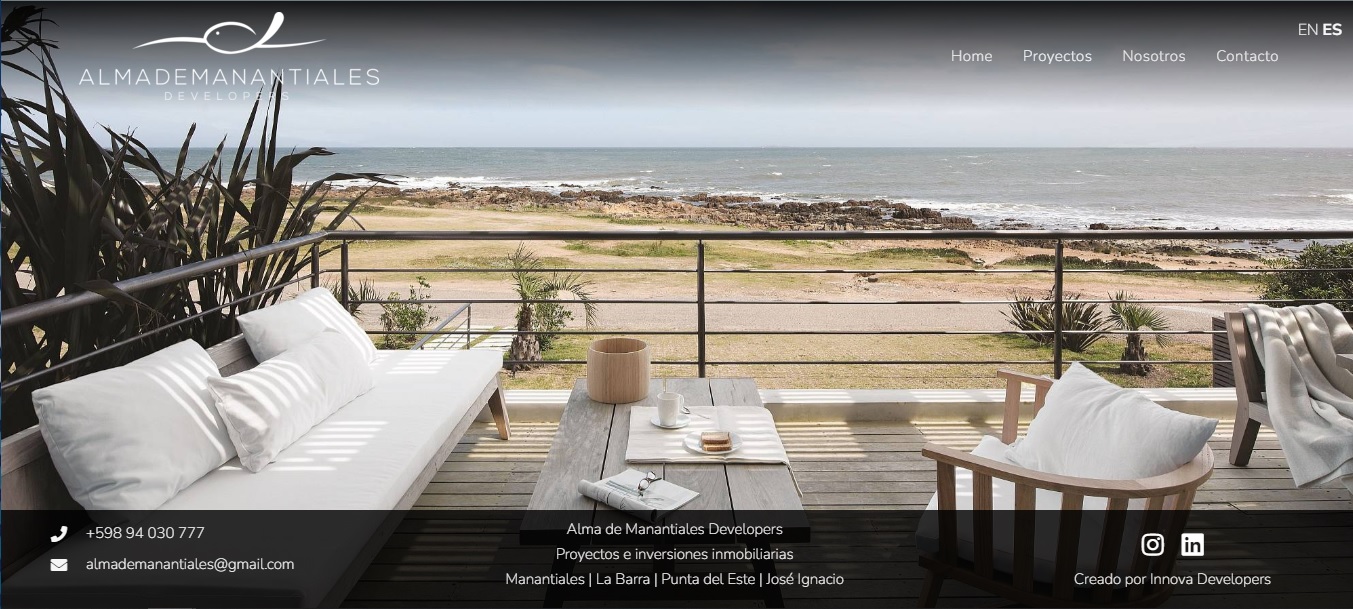 ALMADEMANANTIALES
DEVELOPERS
EN ES
Home Proyectos Nosotros Contacto
+598 94 030 777
almademanantiales@gmail.com
Alma de Manantiales Developers
Proyectos e inversiones inmobiliarias
Manantiales | La Barra | Punta del Este | José Ignacio
in
Creado por Innova Developers